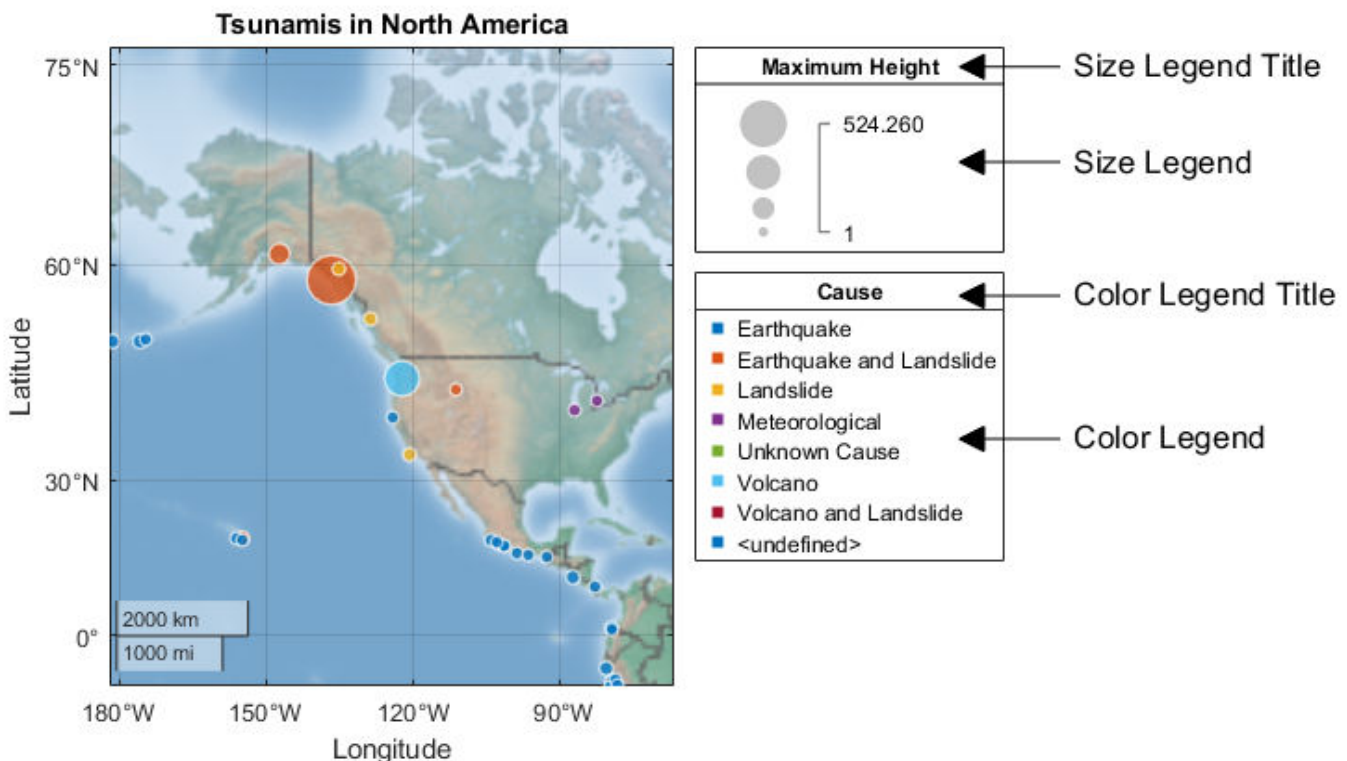 Tsunamis in North America
75°N
60°N
30°N
0°
Latitude
2000 km
1000 mi
180°W
150°W
120°W
90°W
Longitude
Maximum Height
524.260
1
Cause
Earthquake
Earthquake and Landslide
Landslide
Meteorological
Unknown Cause
Volcano
Volcano and Landslide
<undefined>
Size Legend Title
Size Legend
Color Legend Title
Color Legend